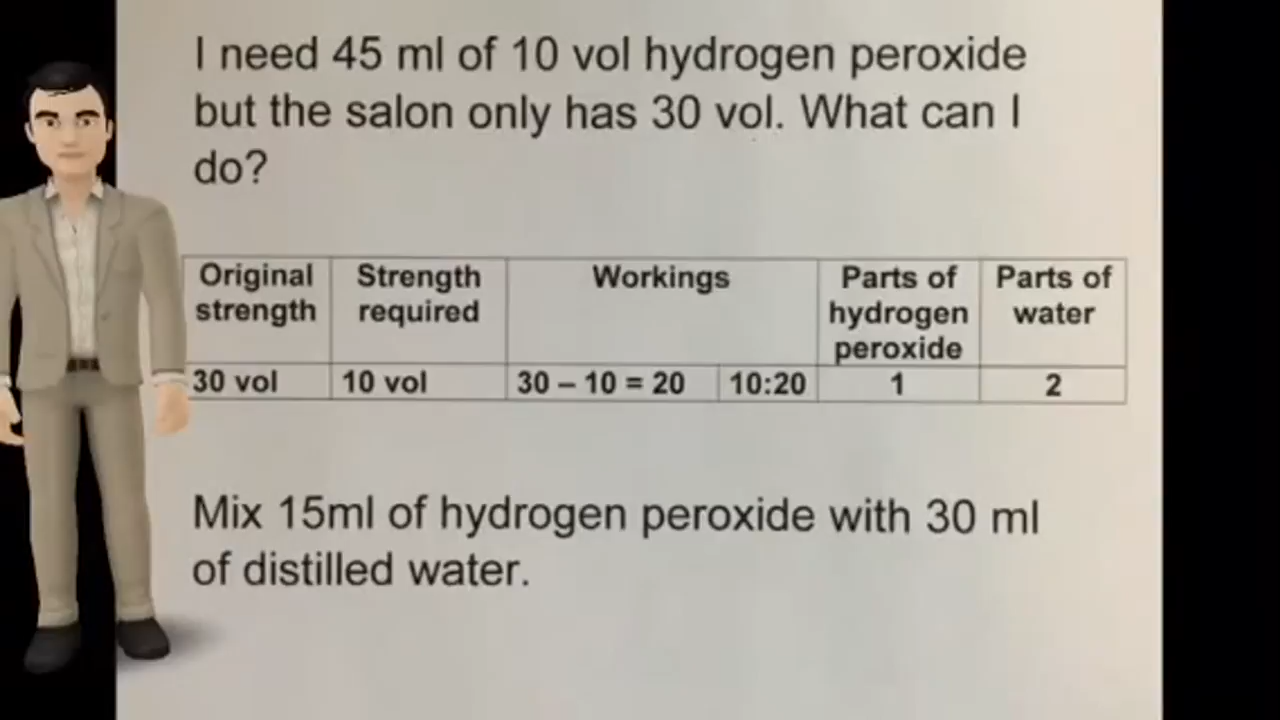 I need 45 ml of 10 vol hydrogen peroxide
but the salon only has 30 vol. What can I
do?
Original strength | Strength required | Workings | Parts of hydrogen peroxide | Parts of water
30 vol | 10 vol | 30 – 10 = 20 | 10:20 | 1 | 2
Mix 15ml of hydrogen peroxide with 30 ml
of distilled water.